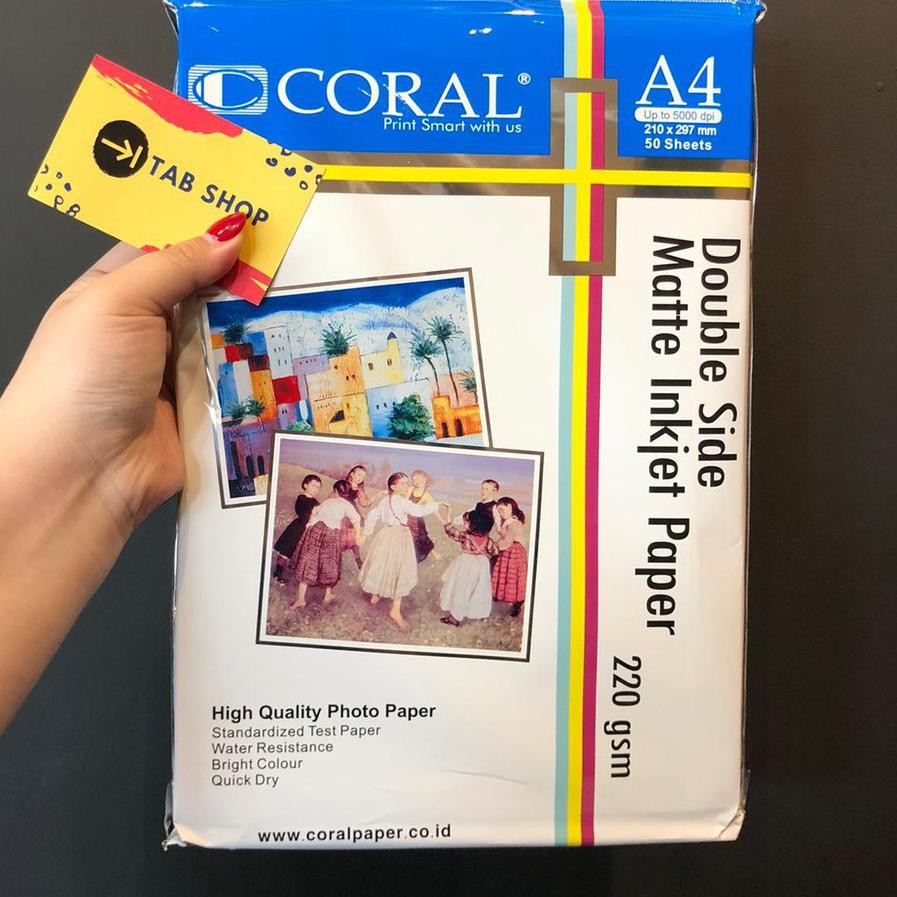 CORAL®
Print Smart with us
A4
Up to 5000 dpi
210 x 297 mm
50 Sheets
TAB SHOP
Double Side
Matte Inkjet Paper
220 gsm
High Quality Photo Paper
Standardized Test Paper
Water Resistance
Bright Colour
Quick Dry
www.coralpaper.co.id